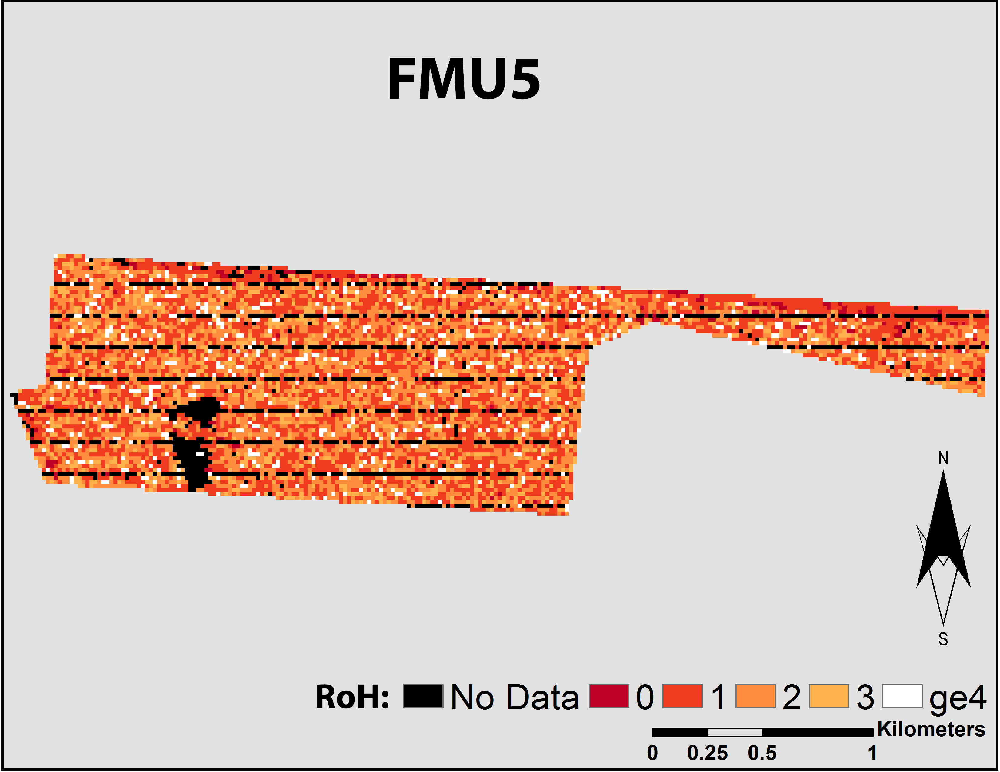 FMU5
N
S
RoH: No Data 0 1 2 3 ge4
Kilometers
0 0.25 0.5 1